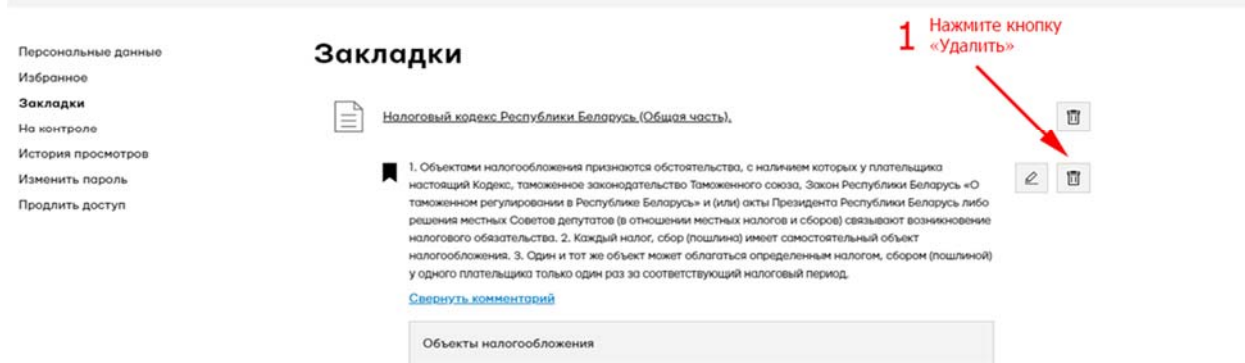 1 Нажмите кнопку
«Удалить»
Персональные данные
Избранное
Закладки
На контроле
История просмотров
Изменить пароль
Продлить доступ
Закладки
Налоговый кодекс Республики Беларусь (Общая часть).
1. Объектами налогообложения признаются обстоятельства, с наличием которых у плательщика
настоящий Кодекс, таможенное законодательство Таможенного союза, Закон Республики Беларусь «О
таможенном регулировании в Республике Беларусь» и (или) акты Президента Республики Беларусь либо
решения местных Советов депутатов (в отношении местных налогов и сборов) связывают возникновение
налогового обязательства. 2. Каждый налог, сбор (пошлина) имеет самостоятельный объект
налогообложения. 3. Один и тот же объект может облагаться определенным налогом, сбором (пошлиной)
у одного плательщика только один раз за соответствующий налоговый период.
Свернуть комментарий
Объекты налогообложения